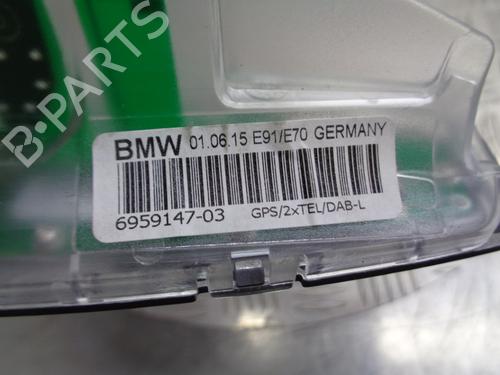 B-PARTS
BMW 01.06.15 E91/E70 GERMANY
6959147-03 GPS/2xTEL/DAB-L